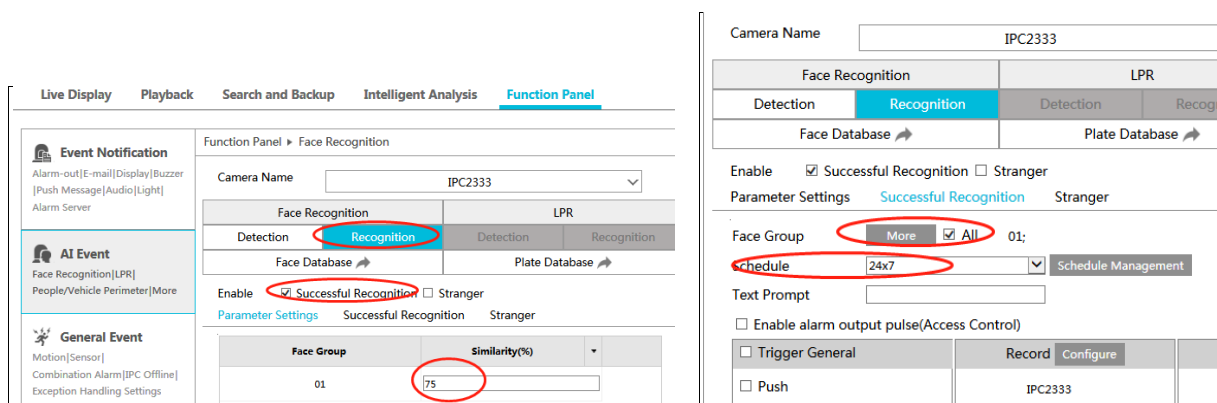 Live Display Playback Search and Backup Intelligent Analysis Function Panel
Event Notification
Alarm-out|E-mail|Display|Buzzer
|Push Message|Audio|Light|
Alarm Server
AI Event
Face Recognition|LPR|
People/Vehicle Perimeter|More
General Event
Motion|Sensor|
Combination Alarm|IPC Offline|
Exception Handling Settings
Function Panel ▸ Face Recognition
Camera Name IPC2333
Face Recognition LPR
Detection Recognition Detection Recognition
Face Database Plate Database
Enable Successful Recognition Stranger
Parameter Settings Successful Recognition Stranger
Face Group Similarity(%)
01 75
Camera Name IPC2333
Face Recognition LPR
Detection Recognition Detection Recog
Face Database Plate Database
Enable Successful Recognition Stranger
Parameter Settings Successful Recognition Stranger
Face Group More All 01;
Schedule 24x7 Schedule Management
Text Prompt
Enable alarm output pulse(Access Control)
Trigger General Record Configure
Push IPC2333